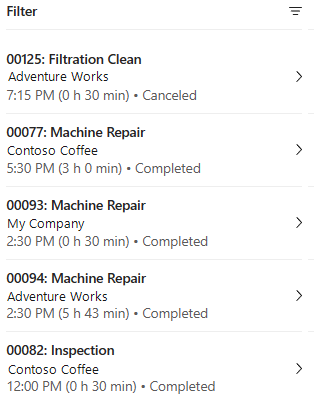 Filter
00125: Filtration Clean
Adventure Works
7:15 PM (0 h 30 min) • Canceled
00077: Machine Repair
Contoso Coffee
5:30 PM (3 h 0 min) • Completed
00093: Machine Repair
My Company
2:30 PM (0 h 30 min) • Completed
00094: Machine Repair
Adventure Works
2:30 PM (5 h 43 min) • Completed
00082: Inspection
Contoso Coffee
12:00 PM (0 h 30 min) • Completed